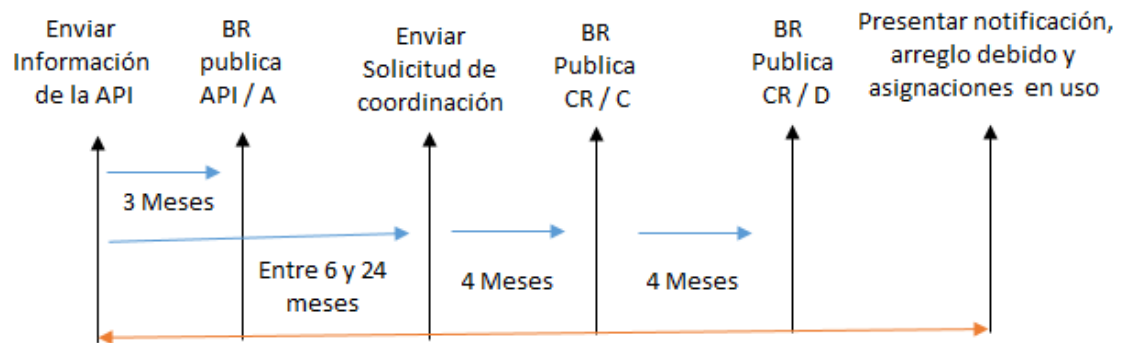 Enviar
Información
de la API
BR
publica
API / A
Enviar
Solicitud de
coordinación
BR
Publica
CR / C
BR
Publica
CR / D
Presentar notificación,
arreglo debido y
asignaciones en uso
3 Meses
Entre 6 y 24
meses
4 Meses
4 Meses